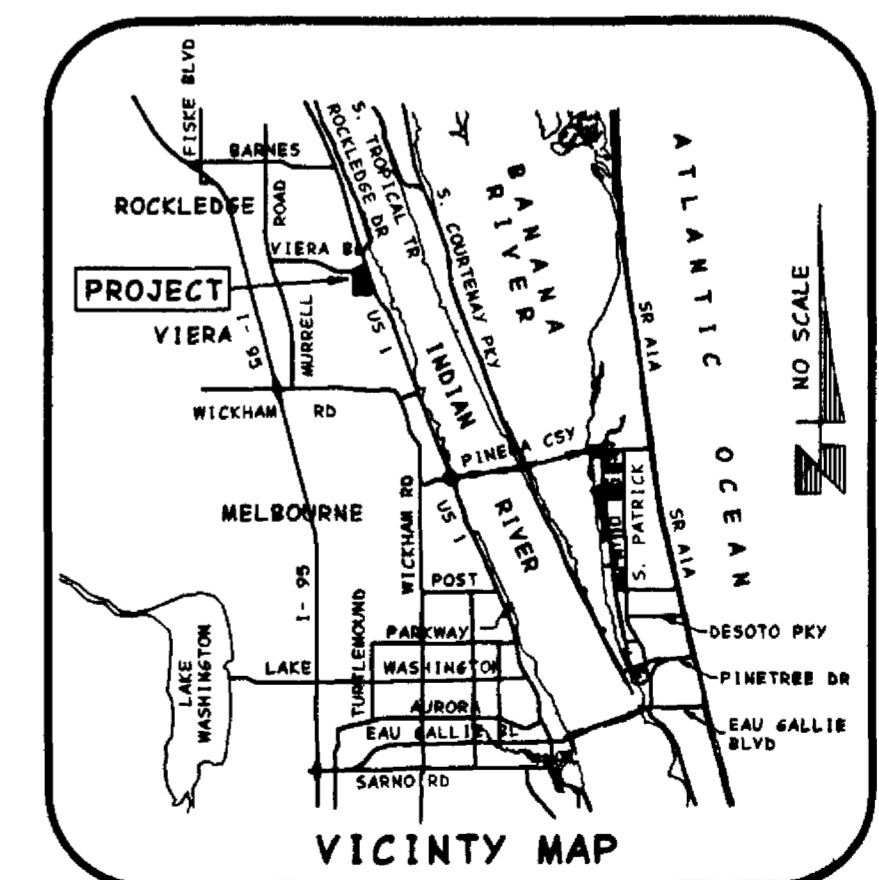 FISKE BLVD
BARNES
ROCKLEDGE
ROAD
S. TROPICAL TR
ROCKLEDGE DR
S. COURTENAY PKY
BANANA
RIVER
ATLANTIC OCEAN
VIERA BL
PROJECT
VIERA
I-95
MURRELL
US 1
INDIAN RIVER
SR A1A
NO SCALE
N
WICKHAM RD
PINEDA CSY
MELBOURNE
WICKHAM RD
US 1
S. PATRICK
SR A1A
I-95
POST
PARKWAY
TURTLEMOUND
LAKE
WASHINGTON
LAKE WASHINGTON
AURORA
EAU GALLIE BL
SARNO RD
DESOTO PKY
PINETREE DR
EAU GALLIE
BLVD
VICINTY MAP